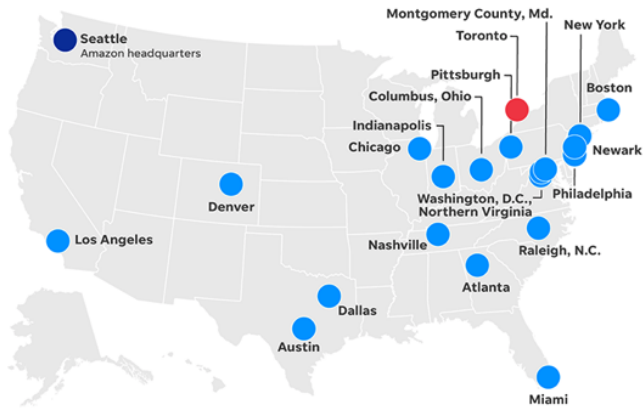 Seattle
Amazon headquarters
Montgomery County, Md.
New York
Toronto
Pittsburgh
Boston
Columbus, Ohio
Indianapolis
Chicago
Newark
Denver
Washington, D.C.,
Northern Virginia
Philadelphia
Los Angeles
Nashville
Raleigh, N.C.
Atlanta
Dallas
Austin
Miami